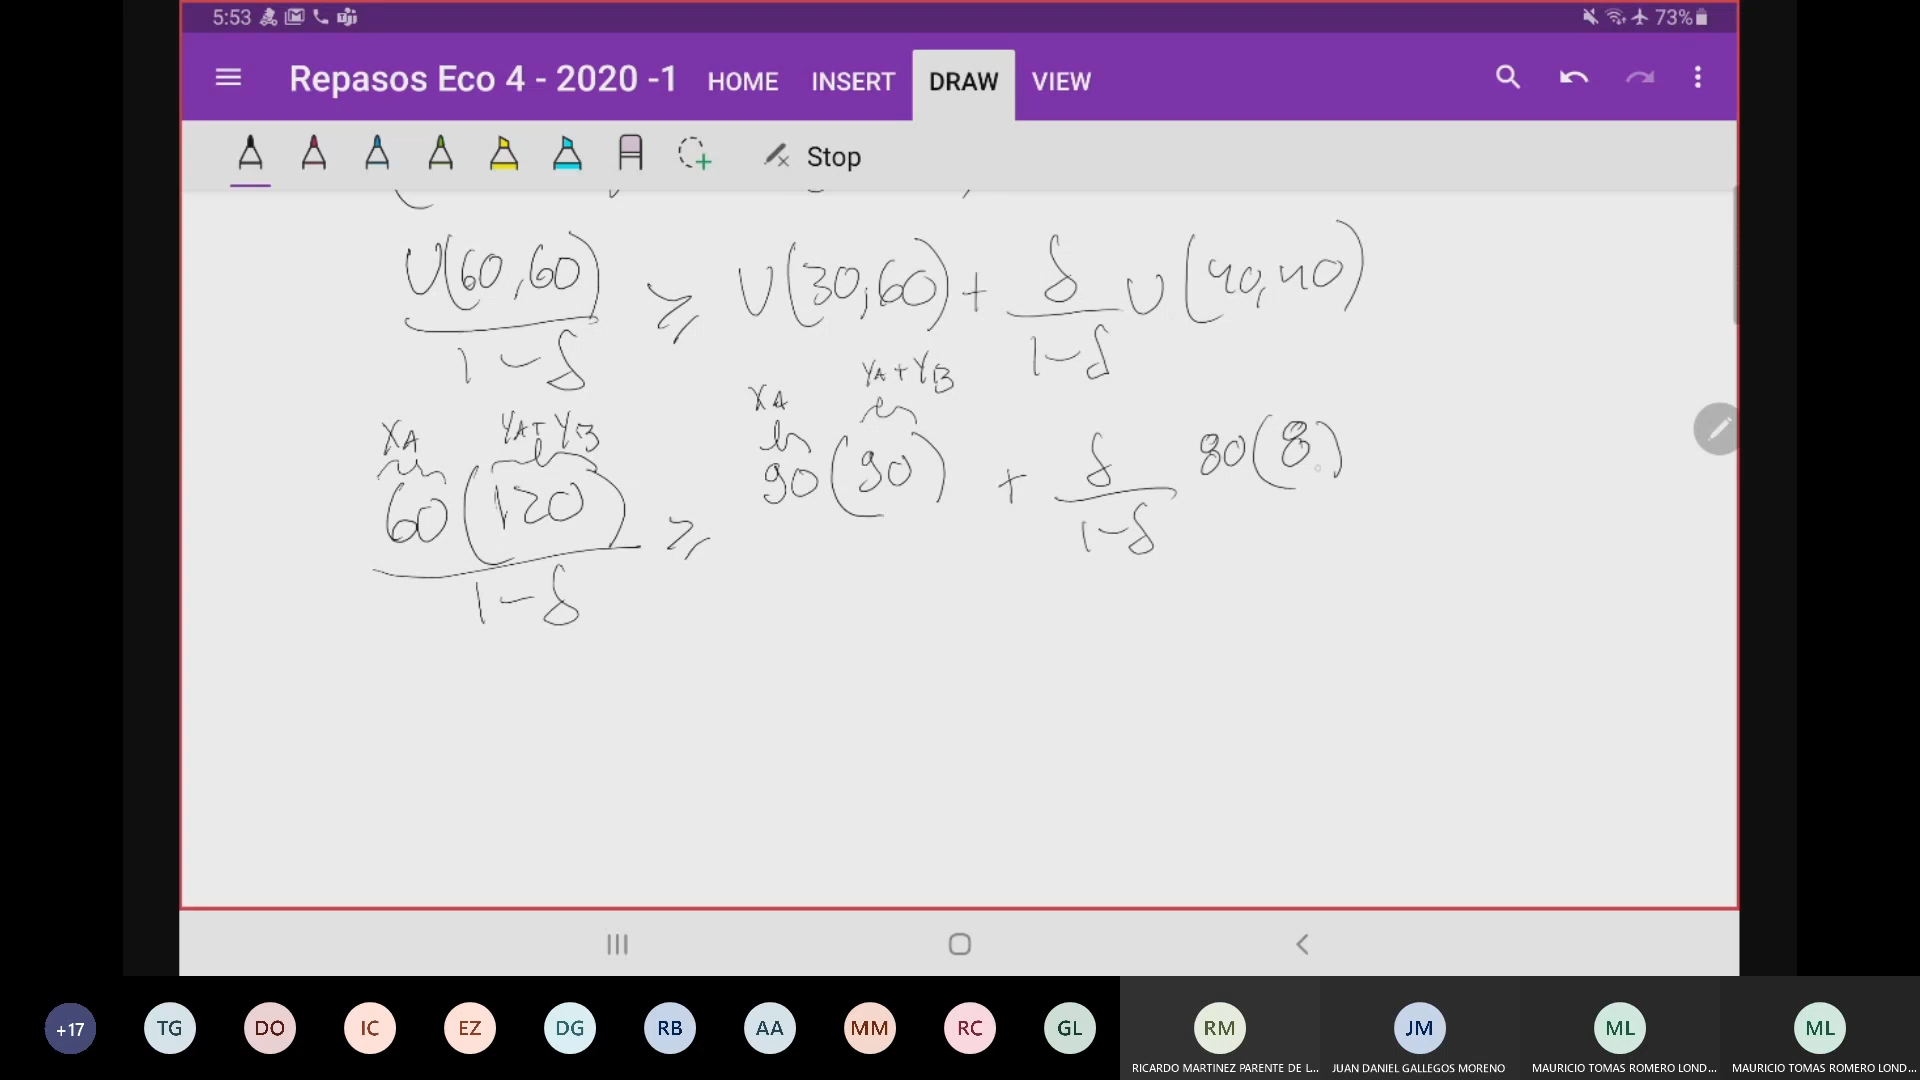 5:53 73%
Repasos Eco 4 - 2020 -1 HOME INSERT DRAW VIEW
Stop
U(60,60) / 1-δ ≥ U(30,60) + δ / 1-δ U(40,40)
XA YA+YB XA YA+YB
60(120) / 1-δ ≥ 90(90) + δ / 1-δ 80(8)
+17 TG DO IC EZ DG RB AA MM RC GL RM JM ML ML
RICARDO MARTINEZ PARENTE DE L... JUAN DANIEL GALLEGOS MORENO MAURICIO TOMAS ROMERO LOND... MAURICIO TOMAS ROMERO LOND...